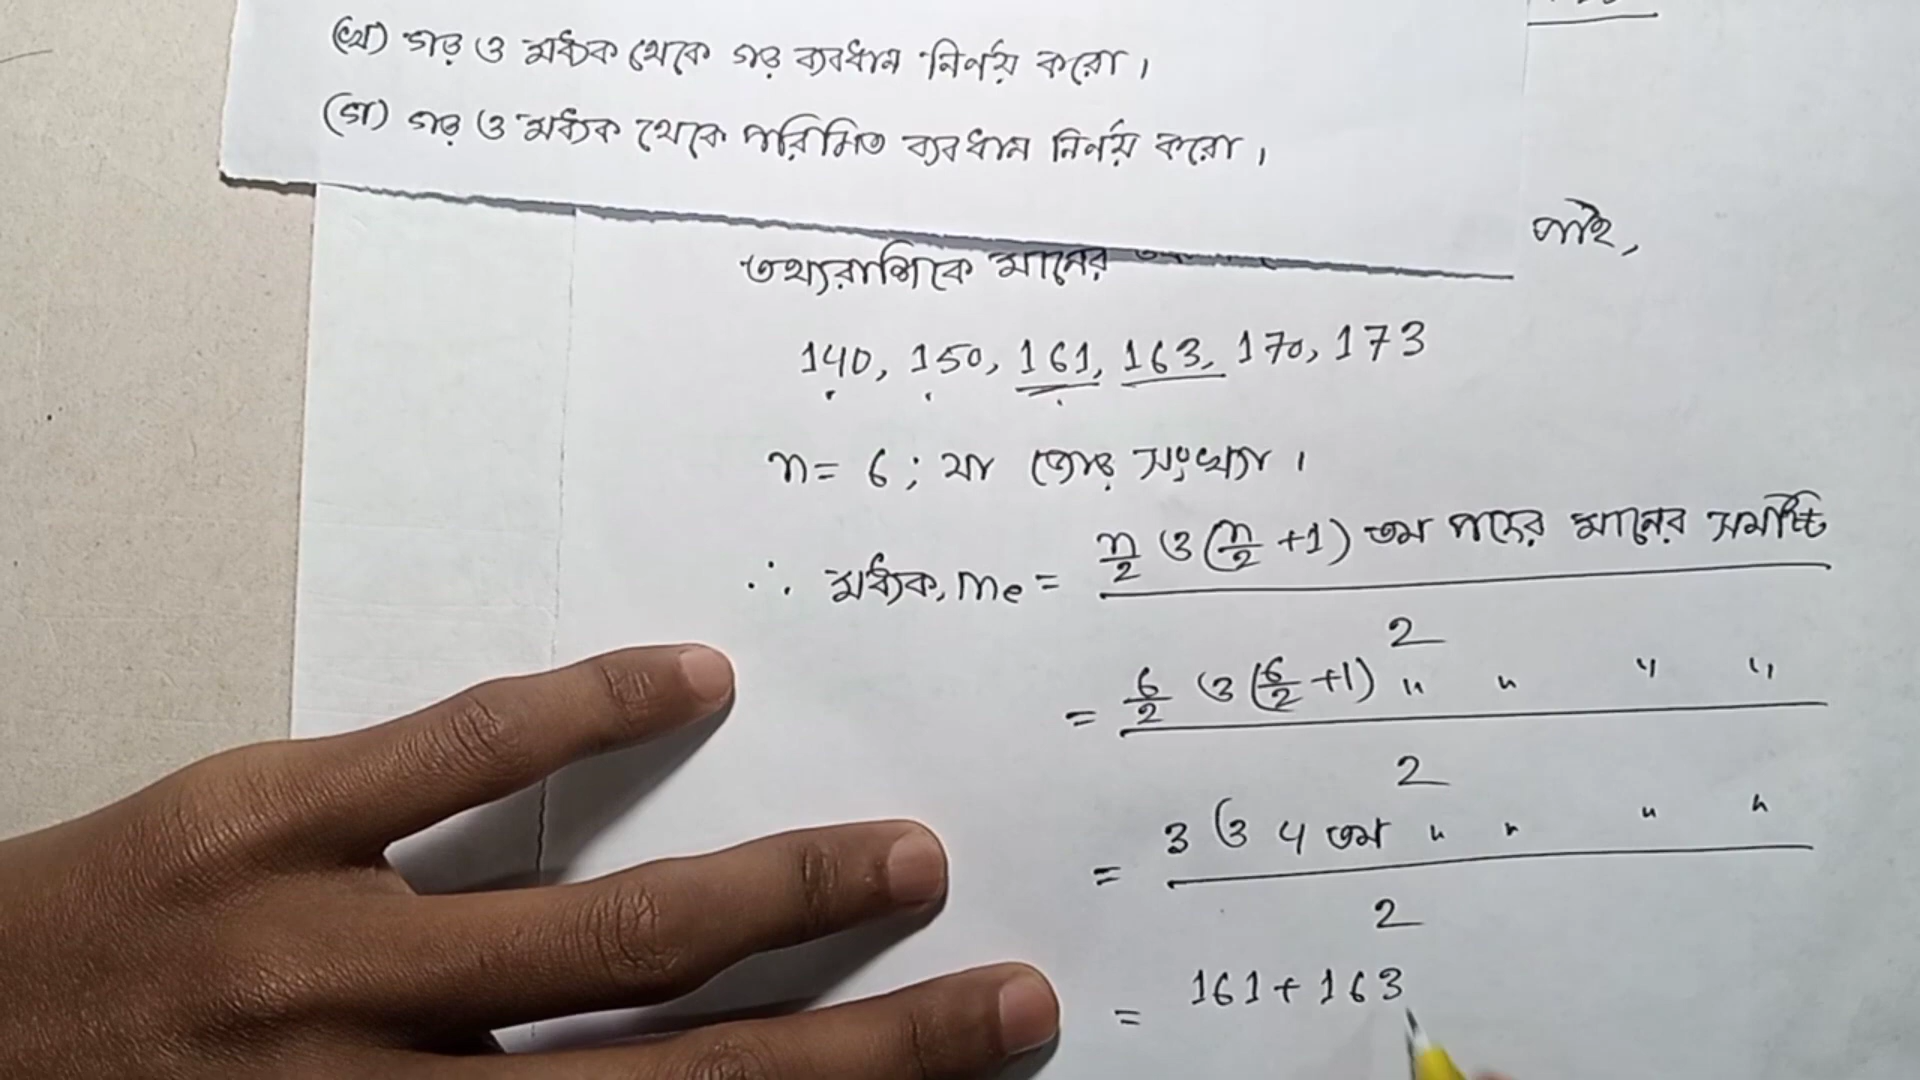 (খ) গড় ও মধ্যক থেকে গড় ব্যবধান নির্ণয় করো।
(গ) গড় ও মধ্যক থেকে পরিমিত ব্যবধান নির্ণয় করো।
পাই,
তথ্যরাশিকে মানের
140, 150, 161, 163, 170, 173
n = 6 ; যা জোড় সংখ্যা।
∴ মধ্যক, me = n/2 ও (n/2 + 1) তম পদের মানের সমষ্টি / 2
= 6/2 ও (6/2 + 1) " " " " / 2
= 3 ও 4 তম " " " " / 2
= 161 + 163